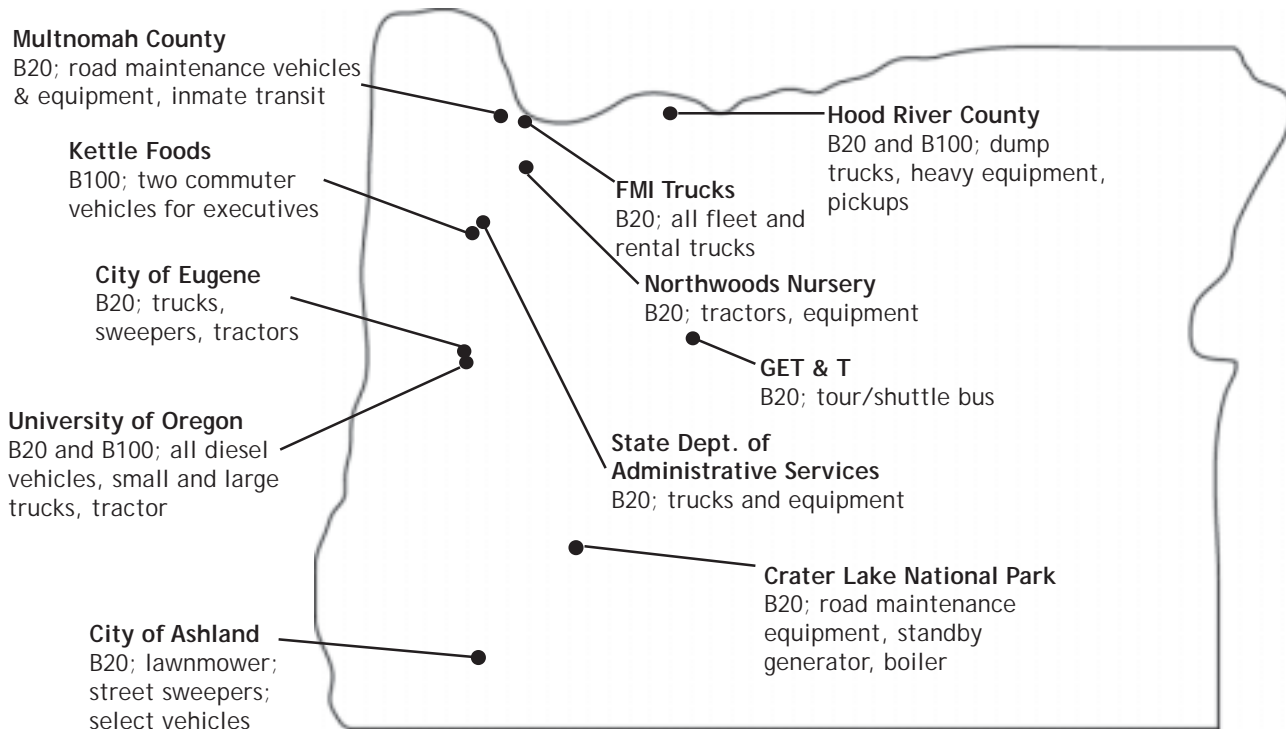 Multnomah County
B20; road maintenance vehicles
& equipment, inmate transit
Kettle Foods
B100; two commuter
vehicles for executives
City of Eugene
B20; trucks,
sweepers, tractors
University of Oregon
B20 and B100; all diesel
vehicles, small and large
trucks, tractor
City of Ashland
B20; lawnmower;
street sweepers;
select vehicles
Hood River County
B20 and B100; dump
trucks, heavy equipment,
pickups
FMI Trucks
B20; all fleet and
rental trucks
Northwoods Nursery
B20; tractors, equipment
GET & T
B20; tour/shuttle bus
State Dept. of
Administrative Services
B20; trucks and equipment
Crater Lake National Park
B20; road maintenance
equipment, standby
generator, boiler